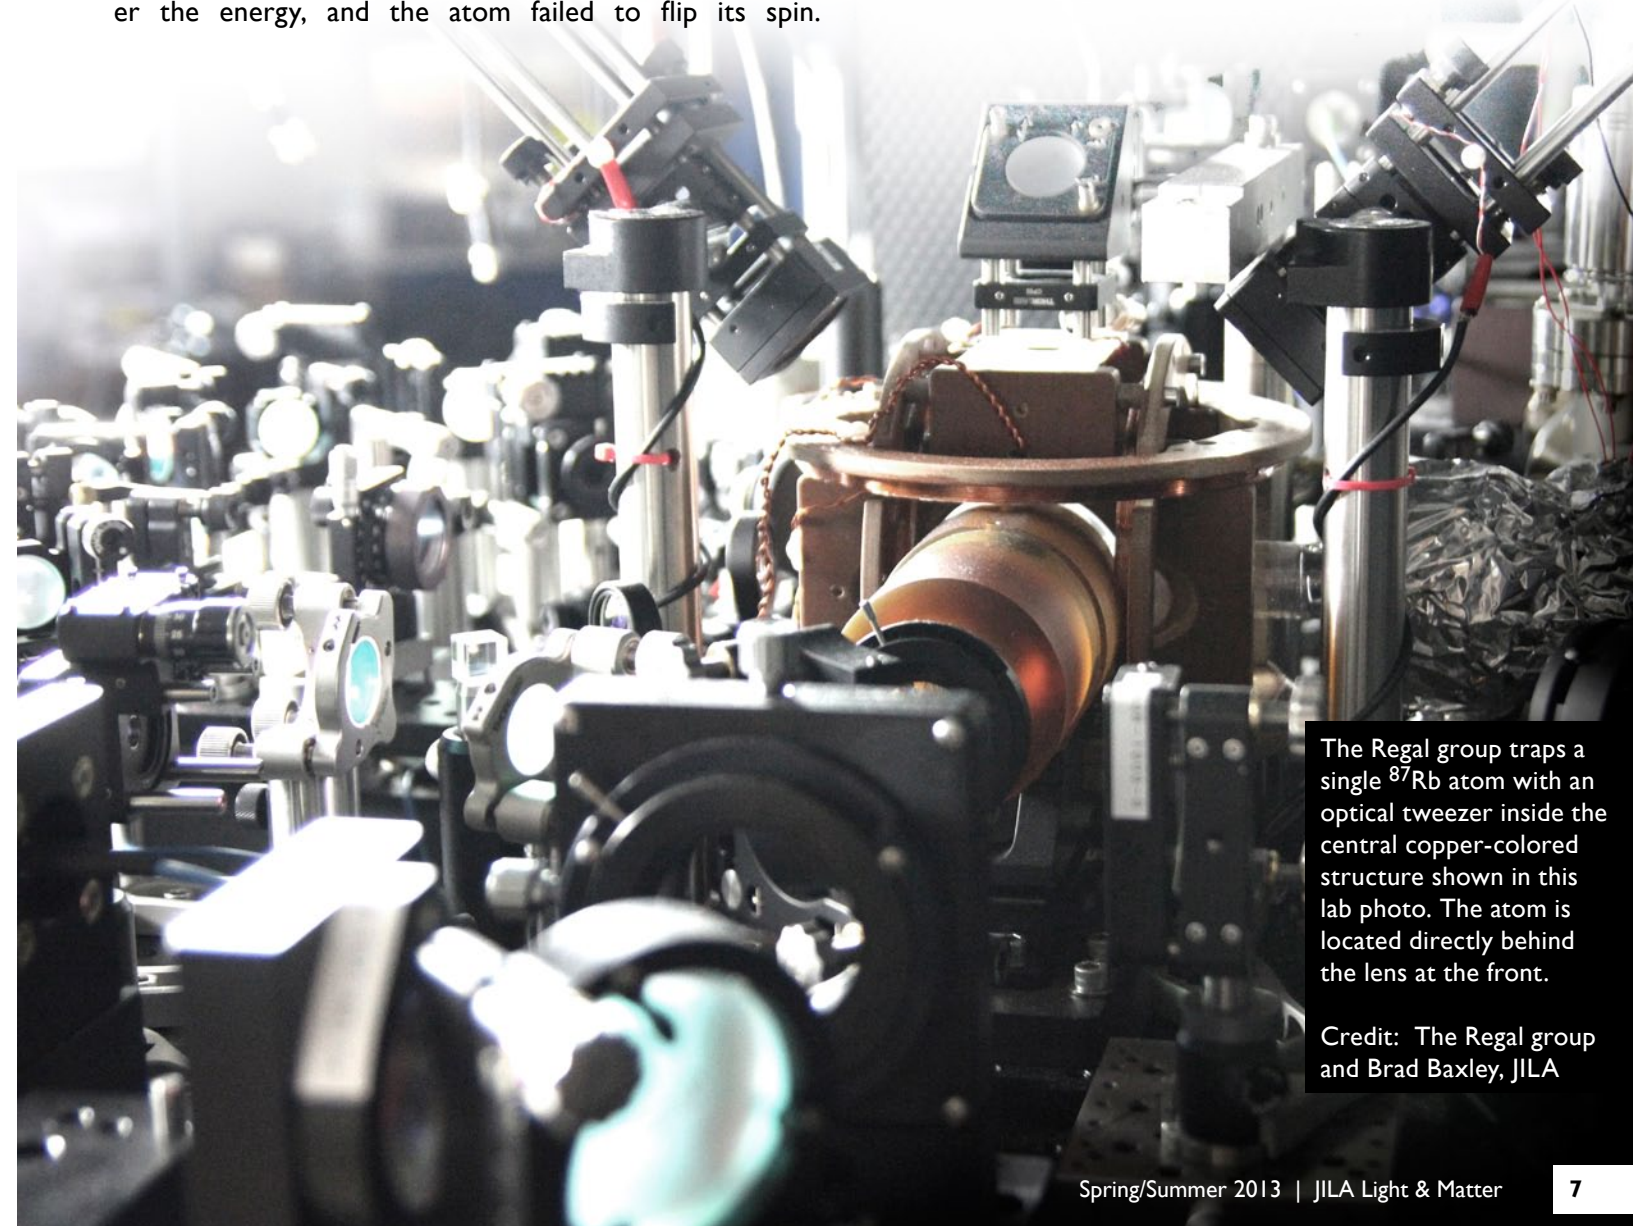 er the energy, and the atom failed to flip its spin.
The Regal group traps a
single ⁸⁷Rb atom with an
optical tweezer inside the
central copper-colored
structure shown in this
lab photo. The atom is
located directly behind
the lens at the front.
Credit: The Regal group
and Brad Baxley, JILA
Spring/Summer 2013 | JILA Light & Matter 7